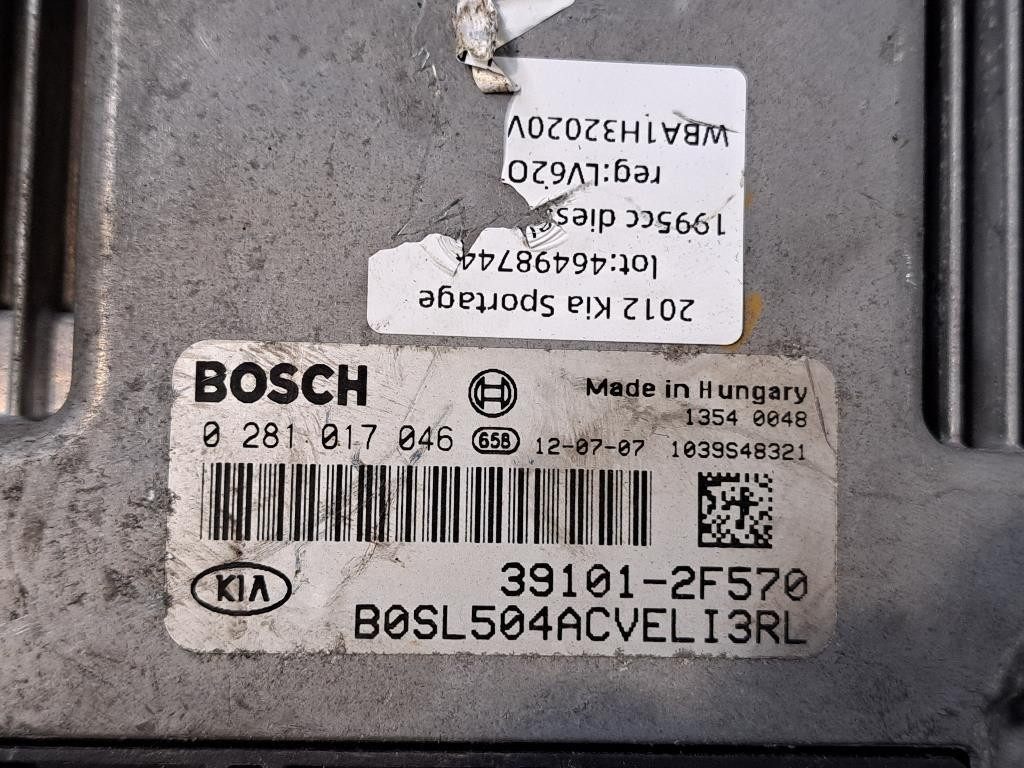 2012 Kia Sportage
lot:46498744
1995cc dies
reg:LV62O
WBA1H32020V
BOSCH
Made in Hungary
1354 0048
0 281 017 046 65B 12-07-07 1039S48321
KIA
39101-2F570
B0SL504ACVELI3RL